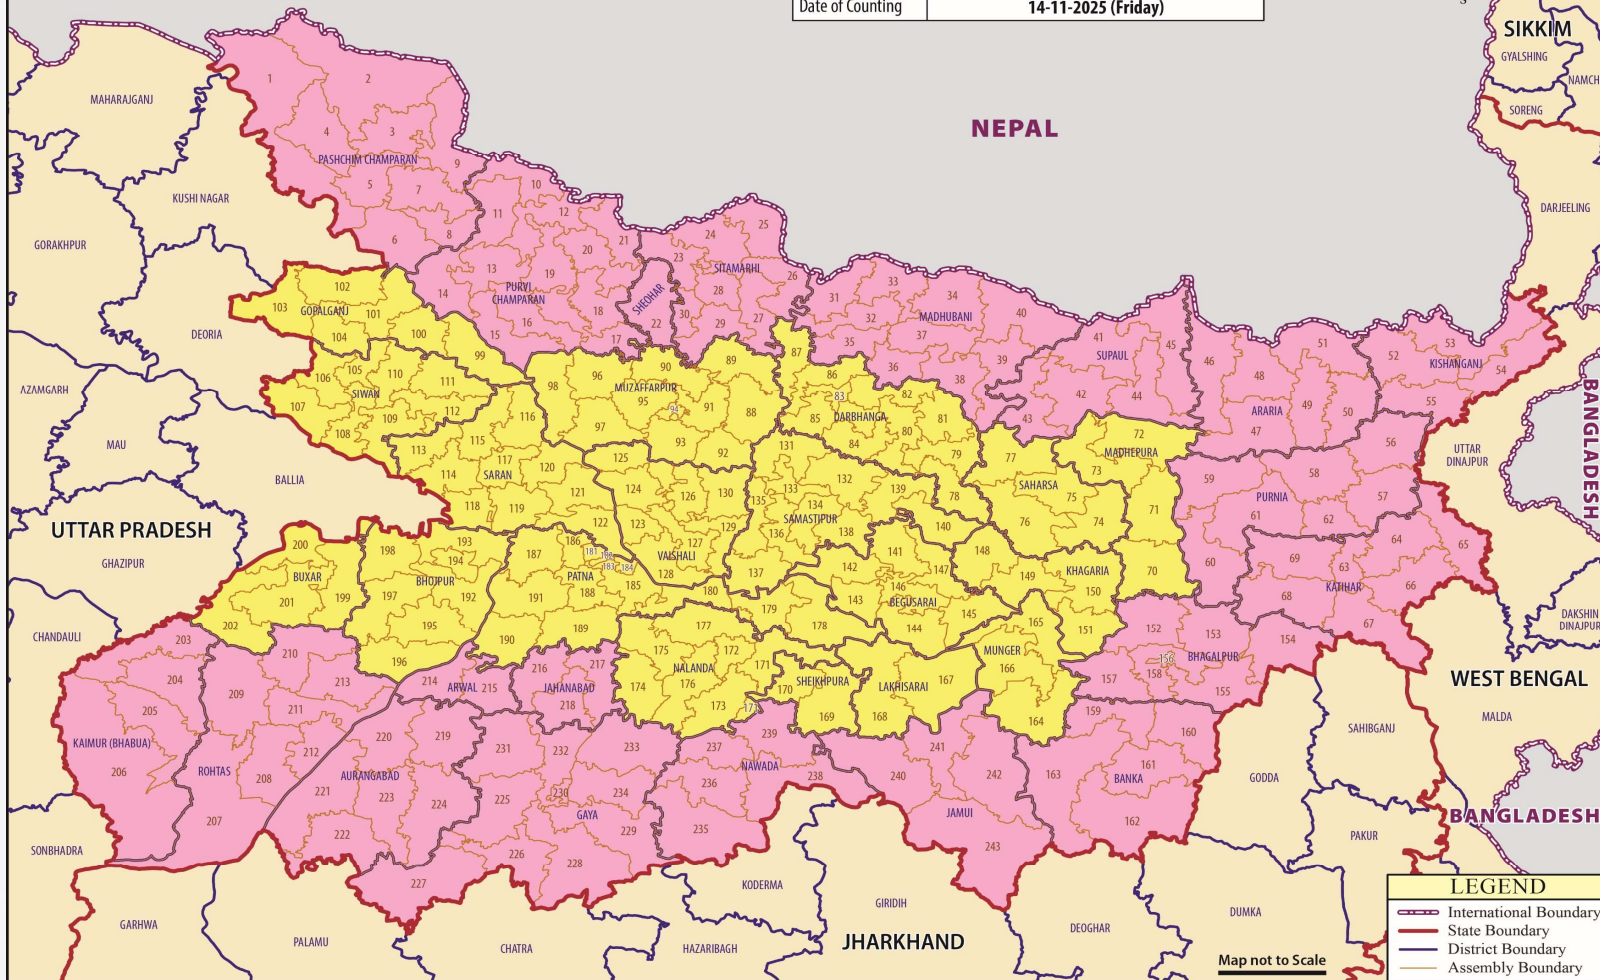 Date of Counting
14-11-2025 (Friday)
SIKKIM
GYALSHING
NAMCH
SORENG
DARJEELING
NEPAL
MAHARAJGANJ
KUSHI NAGAR
GORAKHPUR
DEORIA
AZAMGARH
MAU
BALLIA
UTTAR PRADESH
GHAZIPUR
CHANDAULI
SONBHADRA
1
2
4
3
PASHCHIM CHAMPARAN
9
5
7
6
8
10
11
12
20
21
13
19
PURVI
CHAMPARAN
14
18
16
15
17
SHEOHAR
22
24
25
23
SITAMARHI
26
28
30
29
27
31
33
34
32
MADHUBANI
40
35
37
36
39
38
41
45
SUPAUL
42
44
43
46
51
48
49
50
ARARIA
47
53
52
KISHANGANJ
54
55
102
103
GOPALGANJ
101
104
100
99
106
105
110
111
SIWAN
107
109
112
108
98
96
90
89
MUZAFFARPUR
95
94
91
88
97
93
92
87
86
83
82
85
DARBHANGA
81
80
84
79
78
72
77
MADHEPURA
73
SAHARSA
75
71
76
74
70
56
59
58
PURNIA
57
61
62
60
64
65
69
63
KATIHAR
66
68
67
UTTAR
DINAJPUR
BANGLADESH
DAKSHIN
DINAJPUR
116
115
113
117
114
SARAN
120
121
118
119
122
125
124
126
130
123
129
127
VAISHALI
128
131
132
133
139
135
134
SAMASTIPUR
136
138
140
137
141
142
147
146
143
BEGUSARAI
145
144
148
149
KHAGARIA
150
151
200
198
193
194
BUXAR
BHOJPUR
201
199
197
192
202
195
196
186
187
181
182
183
184
PATNA
185
191
188
180
189
190
179
178
177
175
172
NALANDA
171
174
176
173
171
SHEIKHPURA
170
169
LAKHISARAI
167
168
165
MUNGER
166
164
152
153
154
156
BHAGALPUR
157
158
155
WEST BENGAL
MALDA
SAHIBGANJ
203
210
204
209
213
205
211
KAIMUR (BHABUA)
212
206
ROHTAS
208
207
214
ARWAL
215
216
217
JAHANABAD
218
220
219
AURANGABAD
221
223
224
222
227
231
232
233
225
230
234
GAYA
229
226
228
239
237
NAWADA
238
236
235
241
240
242
JAMUI
243
159
160
161
163
BANKA
162
GODDA
PAKUR
BANGLADESH
GARHWA
PALAMU
CHATRA
KODERMA
HAZARIBAGH
GIRIDIH
JHARKHAND
DEOGHAR
DUMKA
Map not to Scale
LEGEND
International Boundary
State Boundary
District Boundary
Assembly Boundary